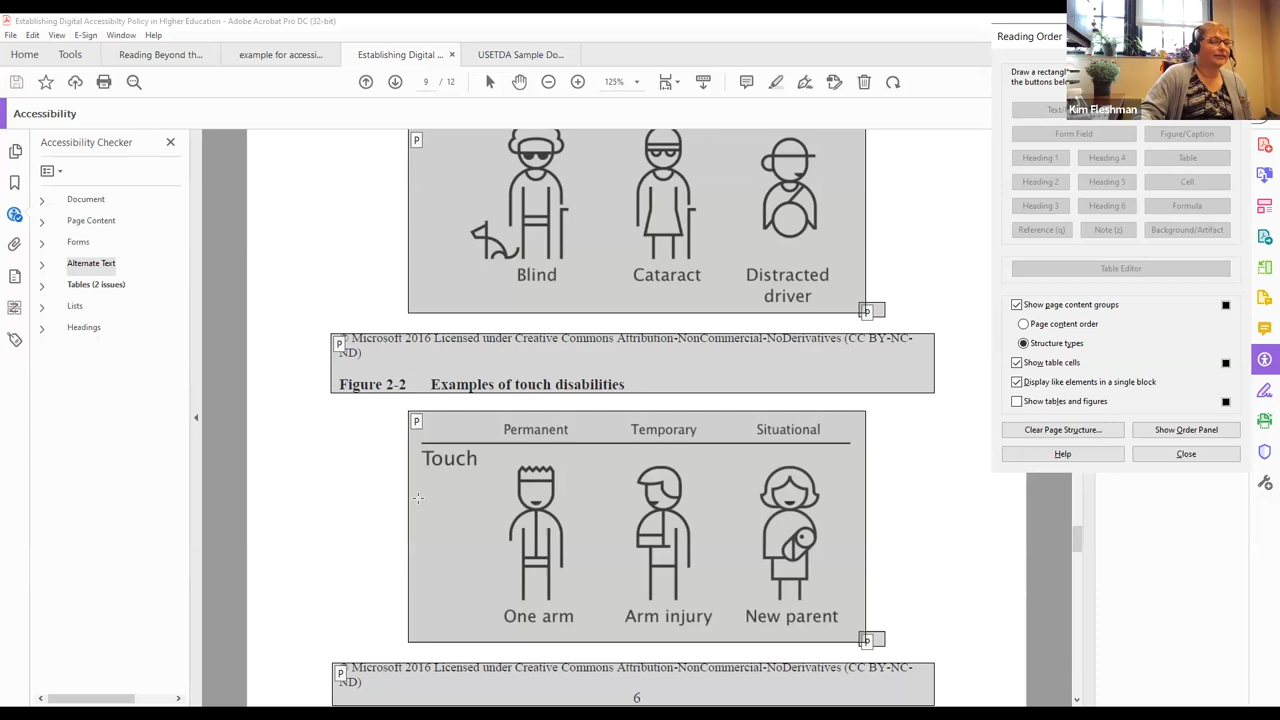 Establishing Digital Accessibilty Policy in HIgher Education - Adobe Acrobat Pro DC (32-bit)
File Edit View E-Sign Window Help
Home Tools Reading Beyond th... example for accessi... Establishing Digital ... × USETDA Sample Do...
9 / 12 125%
Accessibility
Accessibility Checker
Document
Page Content
Forms
Alternate Text
Tables (2 issues)
Lists
Headings
P
Blind Cataract Distracted
driver
P
P
Microsoft 2016 Licensed under Creative Commons Attribution-NonCommercial-NoDerivatives (CC BY-NC-
ND)
Figure 2-2 Examples of touch disabilities
P
Permanent Temporary Situational
Touch
One arm Arm injury New parent
P
P
Microsoft 2016 Licensed under Creative Commons Attribution-NonCommercial-NoDerivatives (CC BY-NC-
ND)
6
Reading Order
Kim Fleshman
Draw a rectang
the buttons belo
Text/
Form Field Figure/Caption
Heading 1 Heading 4 Table
Heading 2 Heading 5 Cell
Heading 3 Heading 6 Formula
Reference (q) Note (z) Background/Artifact
Table Editor
Show page content groups
Page content order
Structure types
Show table cells
Display like elements in a single block
Show tables and figures
Clear Page Structure... Show Order Panel
Help Close